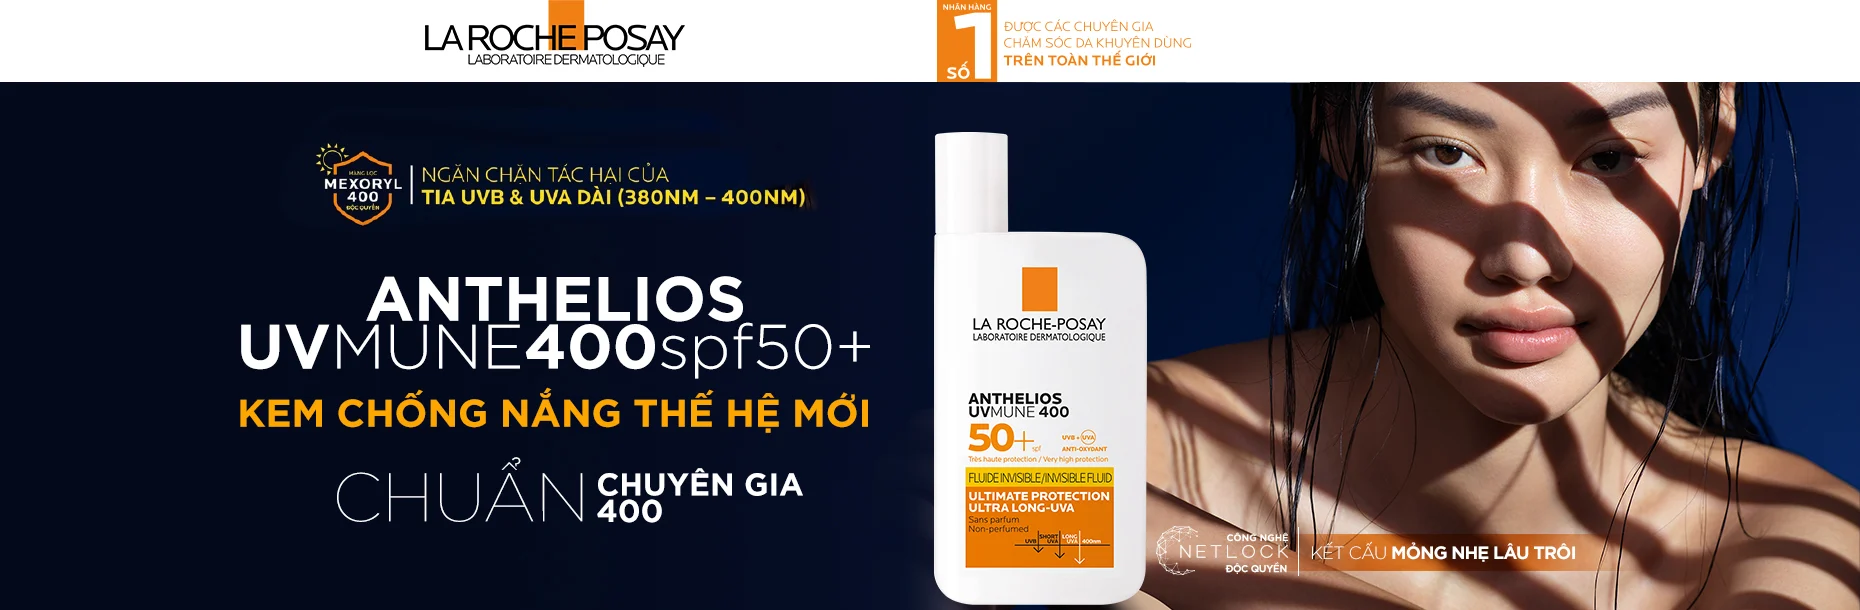 LA ROCHE POSAY
LABORATOIRE DERMATOLOGIQUE
NHÃN HÀNG
SỐ 1
ĐƯỢC CÁC CHUYÊN GIA
CHĂM SÓC DA KHUYÊN DÙNG
TRÊN TOÀN THẾ GIỚI
MÀNG LỌC
MEXORYL
400
ĐỘC QUYỀN
NGĂN CHẶN TÁC HẠI CỦA
TIA UVB & UVA DÀI (380NM – 400NM)
ANTHELIOS
UVMUNE400spf50+
KEM CHỐNG NẮNG THẾ HỆ MỚI
CHUẨN CHUYÊN GIA
400
LA ROCHE-POSAY
LABORATOIRE DERMATOLOGIQUE
ANTHELIOS
UVMUNE 400
50+ spf
UVB + UVA
ANTI-OXYDANT
Très haute protection / Very high protection
FLUIDE INVISIBLE/INVISIBLE FLUID
ULTIMATE PROTECTION
ULTRA LONG-UVA
Sans parfum
Non-perfumed
UVB SHORT UVA LONG UVA 400nm
CÔNG NGHỆ
NETLOCK
ĐỘC QUYỀN
KẾT CẤU MỎNG NHẸ LÂU TRÔI